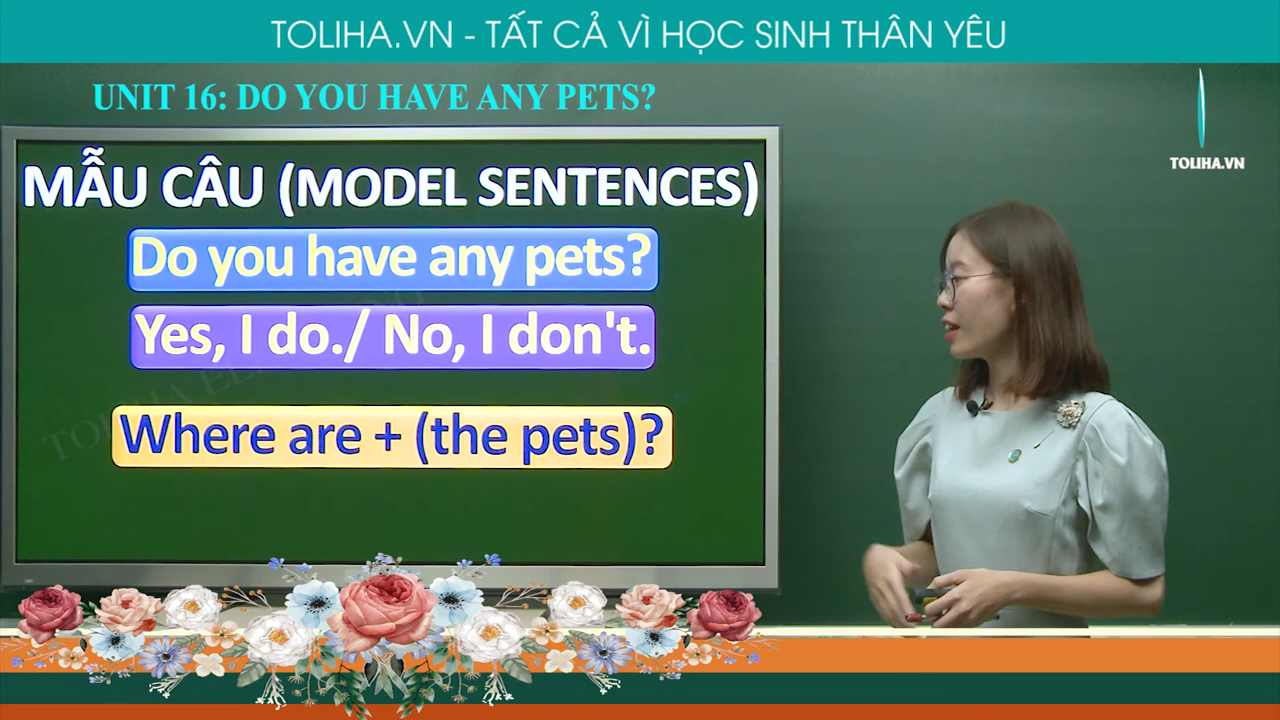 TOLIHA.VN - TẤT CẢ VÌ HỌC SINH THÂN YÊU
UNIT 16: DO YOU HAVE ANY PETS?
TOLIHA.VN
MẪU CÂU (MODEL SENTENCES)
Do you have any pets?
Yes, I do./ No, I don't.
Where are + (the pets)?